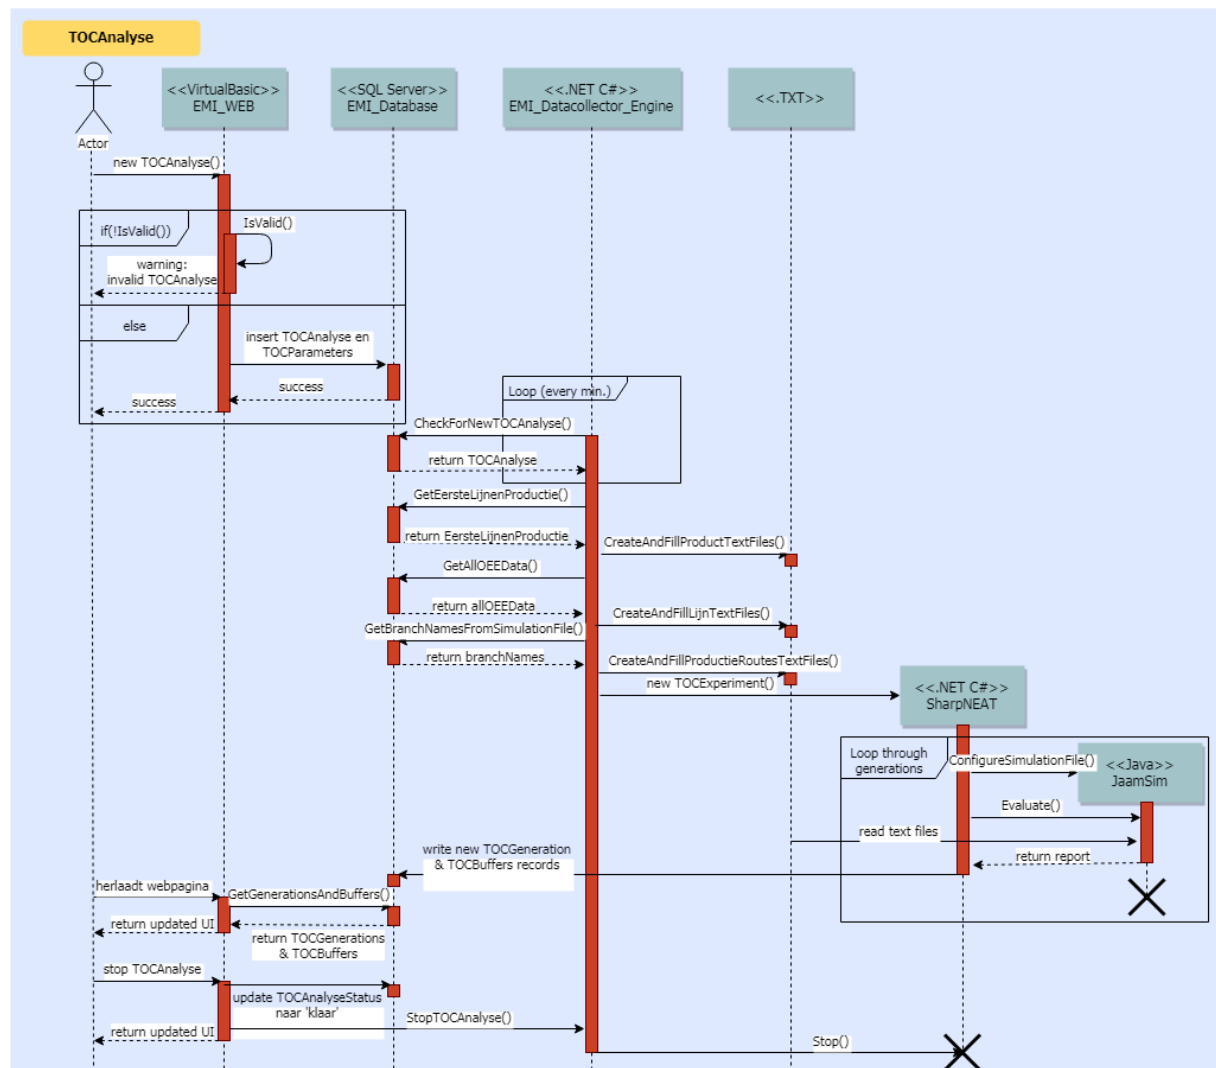 TOCAnalyse
<<VirtualBasic>>
EMI_WEB
<<SQL Server>>
EMI_Database
<<.NET C#>>
EMI_Datacollector_Engine
<<.TXT>>
Actor
new TOCAnalyse()
if(!IsValid())
IsValid()
warning:
invalid TOCAnalyse
else
insert TOCAnalyse en
TOCParameters
success
success
Loop (every min.)
CheckForNewTOCAnalyse()
return TOCAnalyse
GetEersteLijnenProductie()
return EersteLijnenProductie
CreateAndFillProductTextFiles()
GetAllOEEData()
return allOEEData
CreateAndFillLijnTextFiles()
GetBranchNamesFromSimulationFile()
return branchNames
CreateAndFillProductieRoutesTextFiles()
new TOCExperiment()
<<.NET C#>>
SharpNEAT
Loop through
generations
ConfigureSimulationFile()
<<Java>>
JaamSim
Evaluate()
read text files
return report
write new TOCGeneration
& TOCBuffers records
herlaadt webpagina
GetGenerationsAndBuffers()
return updated UI
return TOCGenerations
& TOCBuffers
stop TOCAnalyse
update TOCAnalyseStatus
naar 'klaar'
StopTOCAnalyse()
return updated UI
Stop()